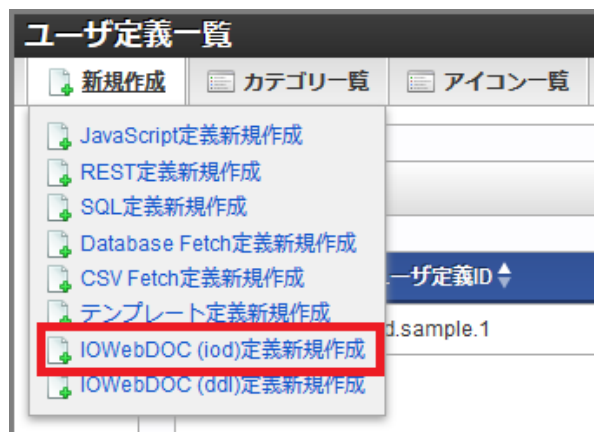 ユーザ定義一覧
新規作成 カテゴリ一覧 アイコン一覧
JavaScript定義新規作成
REST定義新規作成
SQL定義新規作成
Database Fetch定義新規作成
CSV Fetch定義新規作成
ーザ定義ID
テンプレート定義新規作成
d.sample.1
IOWebDOC (iod)定義新規作成
IOWebDOC (ddl)定義新規作成